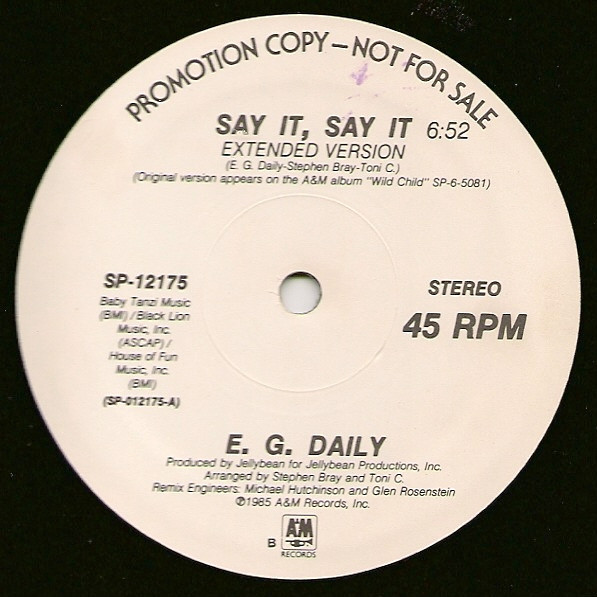 PROMOTION COPY—NOT FOR SALE
SAY IT, SAY IT 6:52
EXTENDED VERSION
(E. G. Daily-Stephen Bray-Toni C.)
(Original version appears on the A&M album "Wild Child" SP-6-5081)
SP-12175
Baby Tanzi Music
(BMI)/Black Lion
Music, Inc.
(ASCAP)/
House of Fun
Music, Inc.
(BMI)
(SP-012175-A)
STEREO
45 RPM
E. G. DAILY
Produced by Jellybean for Jellybean Productions, Inc.
Arranged by Stephen Bray and Toni C.
Remix Engineers: Michael Hutchinson and Glen Rosenstein
℗1985 A&M Records, Inc.
B
A&M
RECORDS